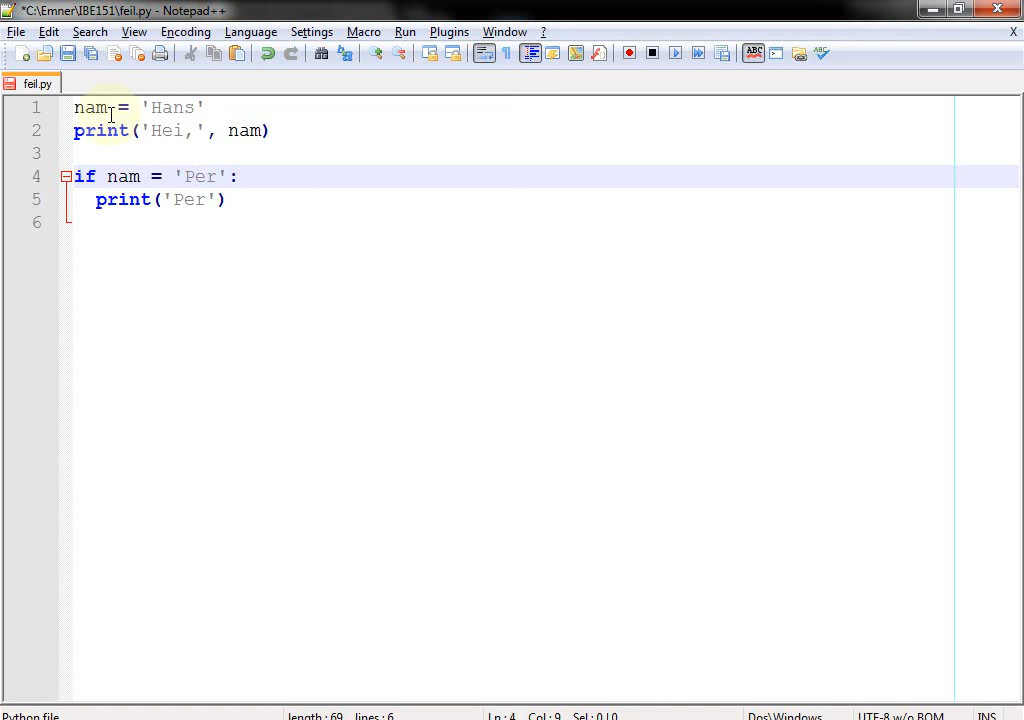 *C:\Emner\IBE151\feil.py - Notepad++
File Edit Search View Encoding Language Settings Macro Run Plugins Window ? X
ABC ABC
feil.py
1 nam = 'Hans'
2 print('Hei,', nam)
3
4 if nam = 'Per':
5 print('Per')
6
Python file length : 69 lines : 6 Ln : 4 Col : 9 Sel : 0 | 0 Dos\Windows UTF-8 w/o BOM INS